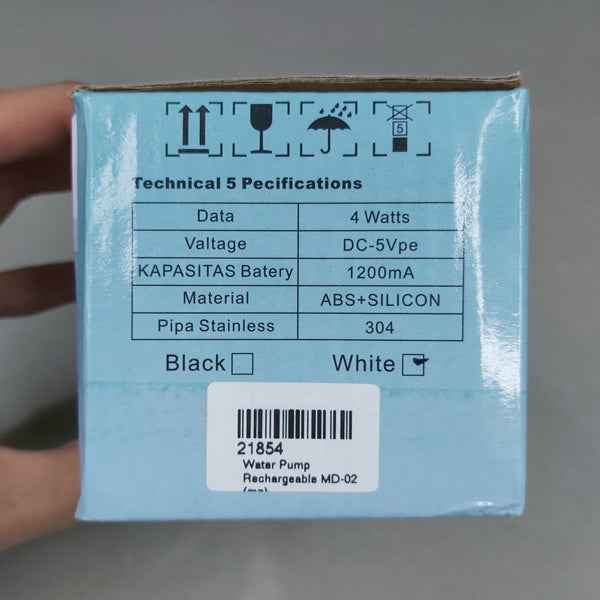 5
Technical 5 Pecifications
Data 4 Watts
Valtage DC-5Vpe
KAPASITAS Batery 1200mA
Material ABS+SILICON
Pipa Stainless 304
Black White
21854
Water Pump
Rechargeable MD-02